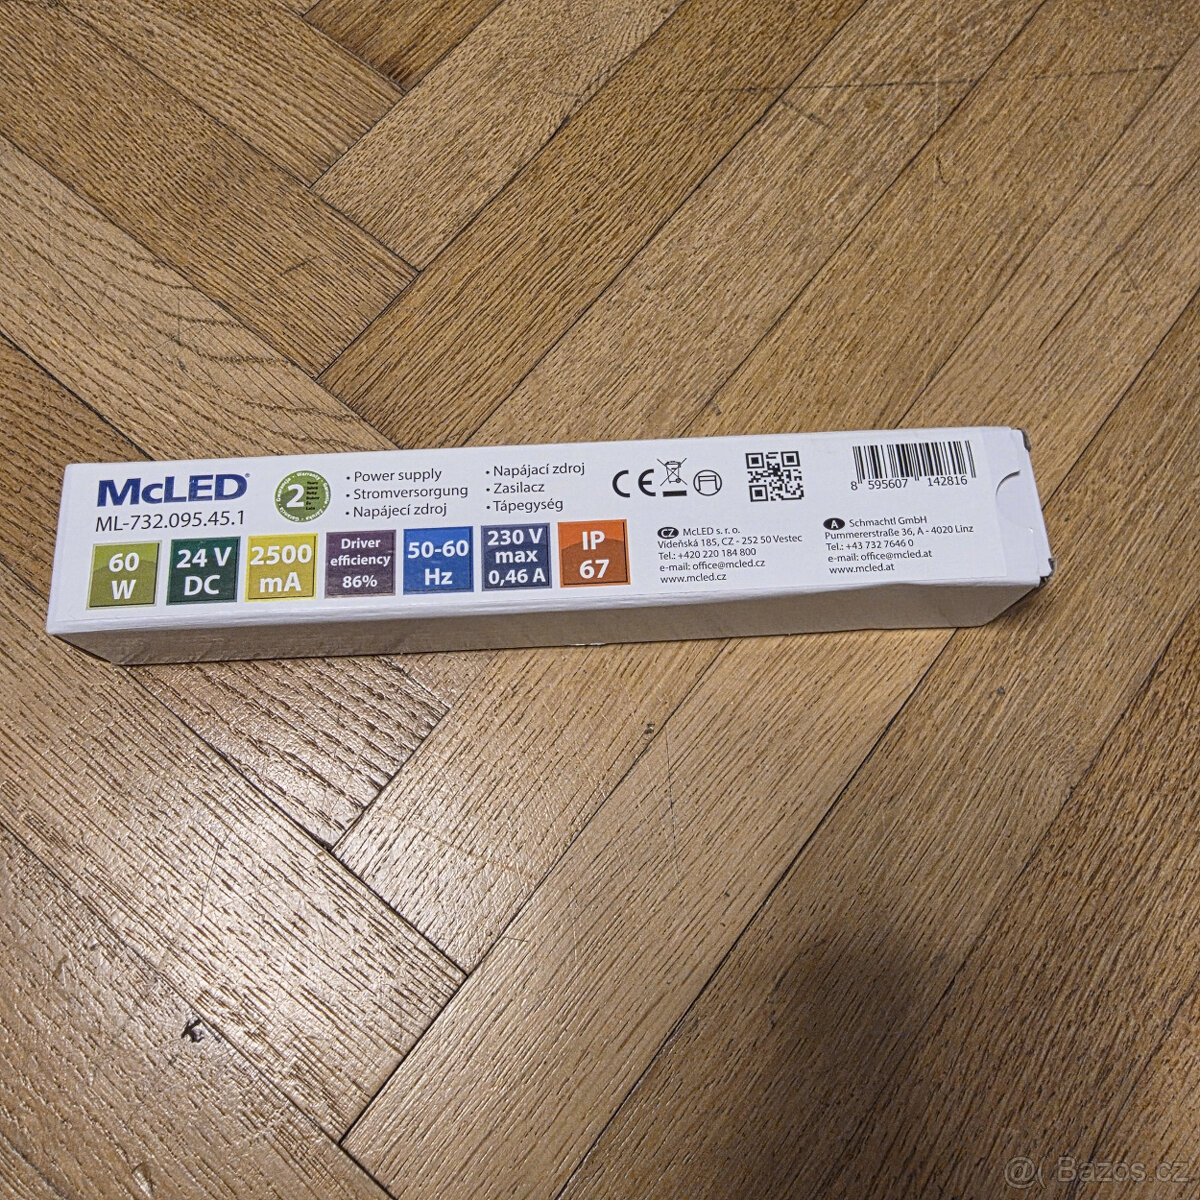 McLED®
ML-732.095.45.1
2
• Power supply
• Stromversorgung
• Napájecí zdroj
• Napájací zdroj
• Zasilacz
• Tápegység
60
W
24 V
DC
2500
mA
Driver
efficiency
86%
50-60
Hz
230 V
max
0,46 A
IP
67
CE
8 595607 142816
CZ McLED s. r. o.
Vídeňská 185, CZ - 252 50 Vestec
Tel.: +420 220 184 800
e-mail: office@mcled.cz
www.mcled.cz
A Schmachtl GmbH
Pummererstraße 36, A - 4020 Linz
Tel.: +43 732 7646 0
e-mail: office@mcled.at
www.mcled.at
@ Bazos.cz